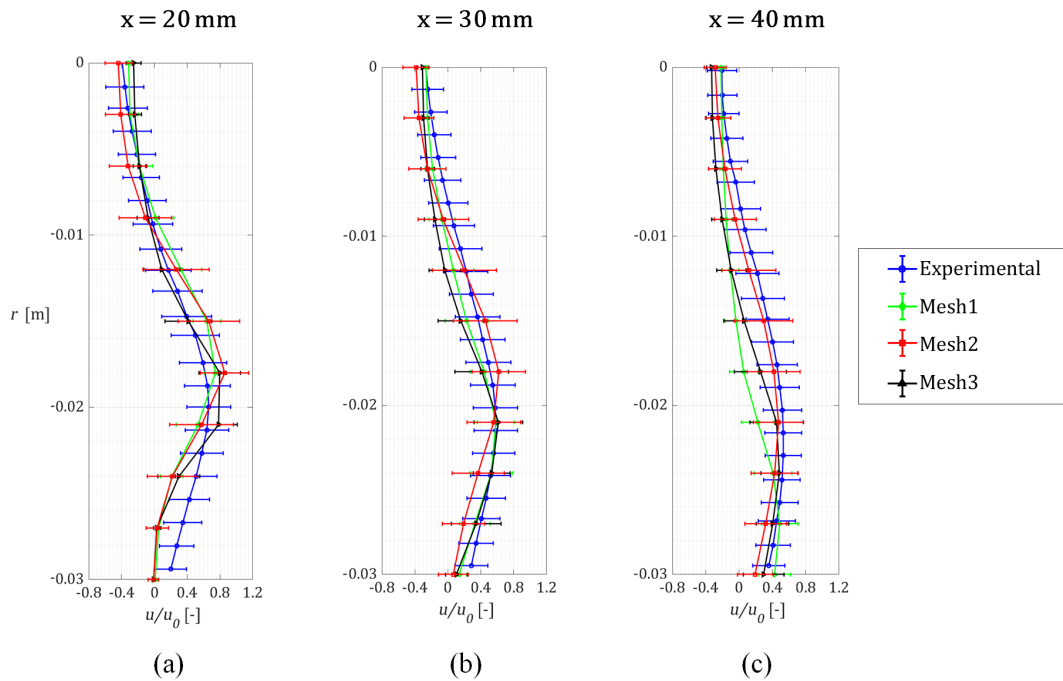 x = 20 mm
x = 30 mm
x = 40 mm
0
-0.01
-0.02
-0.03
r [m]
-0.8 -0.4 0 0.4 0.8 1.2
u/u0 [-]
(a)
0
-0.01
-0.02
-0.03
-0.8 -0.4 0 0.4 0.8 1.2
u/u0 [-]
(b)
0
-0.01
-0.02
-0.03
-0.8 -0.4 0 0.4 0.8 1.2
u/u0 [-]
(c)
Experimental
Mesh1
Mesh2
Mesh3